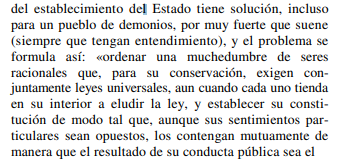 del establecimiento del Estado tiene solución, incluso
para un pueblo de demonios, por muy fuerte que suene
(siempre que tengan entendimiento), y el problema se
formula así: «ordenar una muchedumbre de seres
racionales que, para su conservación, exigen con-
juntamente leyes universales, aun cuando cada uno tienda
en su interior a eludir la ley, y establecer su consti-
tución de modo tal que, aunque sus sentimientos par-
ticulares sean opuestos, los contengan mutuamente de
manera que el resultado de su conducta pública sea el